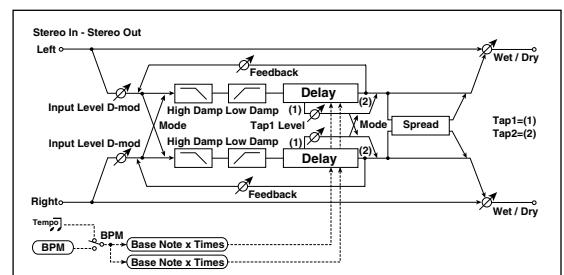 Stereo In - Stereo Out
Left
Wet / Dry
Feedback
Input Level D-mod
High Damp Low Damp
Delay
(1)
(2)
Tap1 Level
Mode
Mode
Spread
Tap1=(1)
Tap2=(2)
Input Level D-mod
High Damp Low Damp
(1)
Delay
(2)
Feedback
Right
Wet / Dry
Tempo
BPM
BPM
Base Note x Times
Base Note x Times